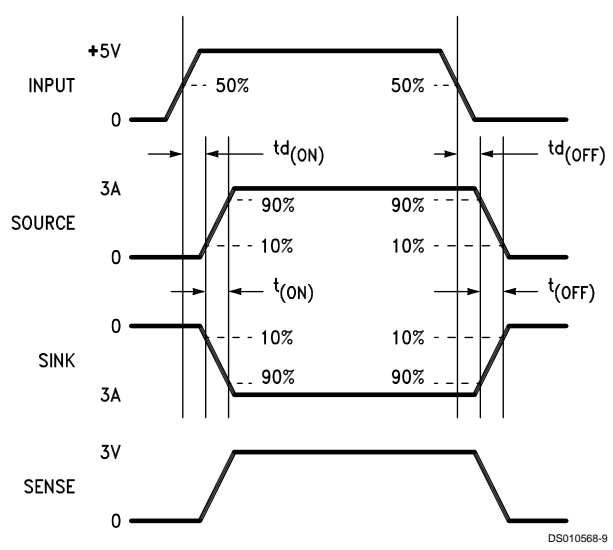 +5V
INPUT
50%
50%
0
td(ON)
td(OFF)
3A
90%
90%
SOURCE
10%
10%
0
t(ON)
t(OFF)
0
10%
10%
SINK
90%
90%
3A
3V
SENSE
0
DS010568-9